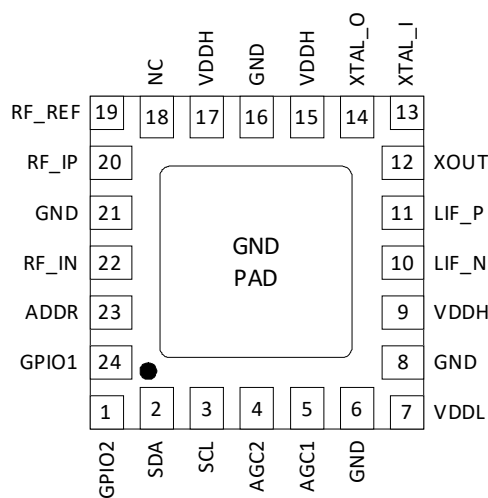 NC
VDDH
GND
VDDH
XTAL_O
XTAL_I
RF_REF 19 18 17 16 15 14 13
RF_IP 20 12 XOUT
GND 21 11 LIF_P
RF_IN 22 10 LIF_N
ADDR 23 9 VDDH
GPIO1 24 8 GND
GND
PAD
1 2 3 4 5 6 7 VDDL
GPIO2
SDA
SCL
AGC2
AGC1
GND